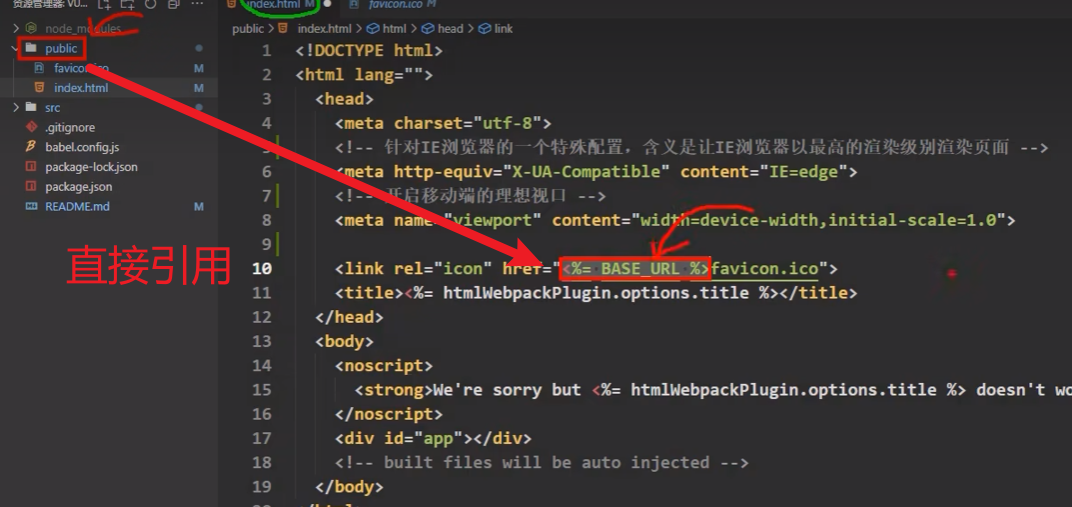 资源管理器: VU...
index.html M
favicon.ico M
node_modules
public
favicon.ico M
index.html M
src
.gitignore
babel.config.js
package-lock.json
package.json
README.md M
直接引用
public > index.html > html > head > link
1 <!DOCTYPE html>
2 <html lang="">
3 <head>
4 <meta charset="utf-8">
5 <!-- 针对IE浏览器的一个特殊配置，含义是让IE浏览器以最高的渲染级别渲染页面 -->
6 <meta http-equiv="X-UA-Compatible" content="IE=edge">
7 <!-- 开启移动端的理想视口 -->
8 <meta name="viewport" content="width=device-width,initial-scale=1.0">
9
10 <link rel="icon" href="<%= BASE_URL %>favicon.ico">
11 <title><%= htmlWebpackPlugin.options.title %></title>
12 </head>
13 <body>
14 <noscript>
15 <strong>We're sorry but <%= htmlWebpackPlugin.options.title %> doesn't wo
16 </noscript>
17 <div id="app"></div>
18 <!-- built files will be auto injected -->
19 </body>